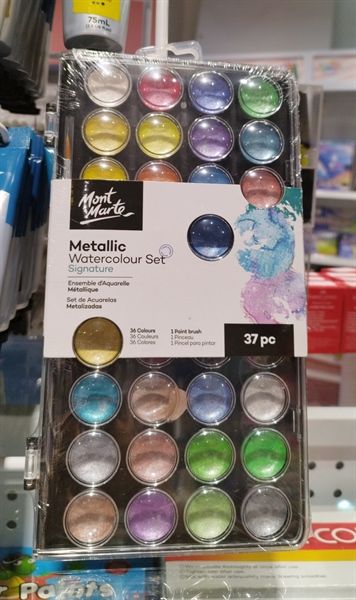 75mL
Mont
Marte
Metallic
Watercolour Set
Signature
Ensemble d'Aquarelle
Métallique
Set de Acuarelas
Metalizadas
36 Colours
36 Couleurs
36 Colores
1 Paint brush
1 Pinceau
1 Pincel para pintar
37 pc
Paints